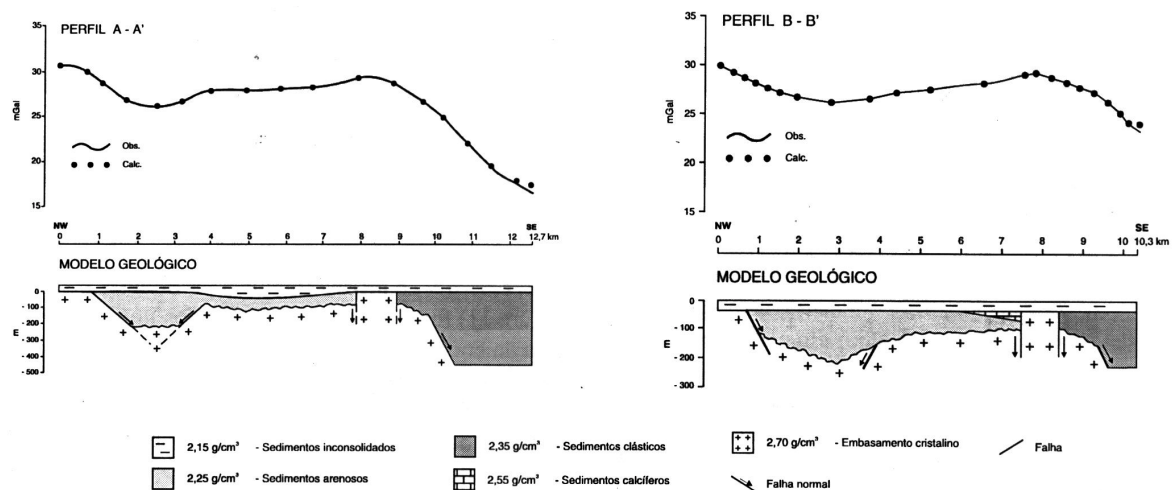 PERFIL A - A'
35
30
25
20
15
mGal
Obs.
Calc.
NW
SE
0 1 2 3 4 5 6 7 8 9 10 11 12 12,7 km
MODELO GEOLÓGICO
0
- 100
- 200
- 300
- 400
- 500
m
PERFIL B - B'
35
30
25
20
15
mGal
Obs.
Calc.
NW
SE
0 1 2 3 4 5 6 7 8 9 10 10,3 km
MODELO GEOLÓGICO
0
- 100
- 200
- 300
m
2,15 g/cm³ - Sedimentos inconsolidados
2,25 g/cm³ - Sedimentos arenosos
2,35 g/cm³ - Sedimentos clásticos
2,55 g/cm³ - Sedimentos calcíferos
2,70 g/cm³ - Embasamento cristalino
Falha
Falha normal